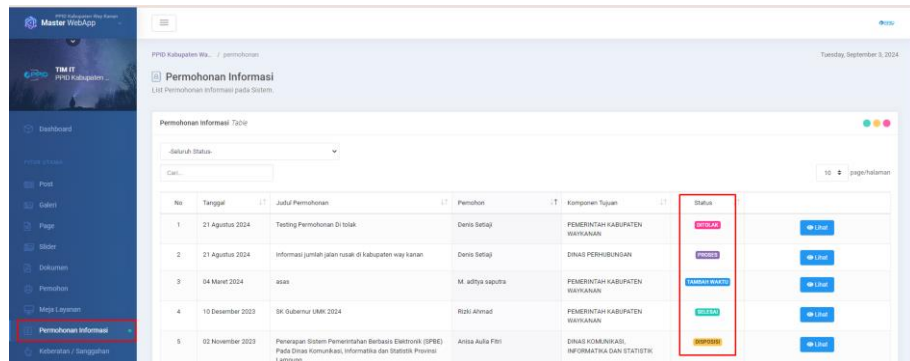 PPID Kabupaten Way Kanan
Master WebApp
TIM IT
PPID Kabupaten ...
Dashboard
Post
Galeri
Page
Slider
Dokumen
Pemohon
Meja Layanan
Permohonan Informasi
Keberatan / Sanggahan
PPID Kabupaten Wa... / permohonan
Tuesday, September 3, 2024
Permohonan Informasi
List Permohonan Informasi pada Sistem.
Permohonan Informasi Table
-Seluruh Status-
Cari...
10 page/halaman
No Tanggal Judul Permohonan Pemohon Komponen Tujuan Status
1 21 Agustus 2024 Testing Permohonan Di tolak Denis Setiaji PEMERINTAH KABUPATEN WAYKANAN DITOLAK Lihat
2 21 Agustus 2024 Informasi jumlah jalan rusak di kabupaten way kanan Denis Setiaji DINAS PERHUBUNGAN PROSES Lihat
3 04 Maret 2024 asas M. aditya saputra PEMERINTAH KABUPATEN WAYKANAN TAMBAH WAKTU Lihat
4 10 Desember 2023 SK Gubernur UMK 2024 Rizki Ahmad PEMERINTAH KABUPATEN WAYKANAN SELESAI Lihat
5 02 November 2023 Penerapan Sistem Pemerintahan Berbasis Elektronik (SPBE) Pada Dinas Komunikasi, Informatika dan Statistik Provinsi Lampung Anisa Aulia Fitri DINAS KOMUNIKASI, INFORMATIKA DAN STATISTIK DISPOSISI Lihat